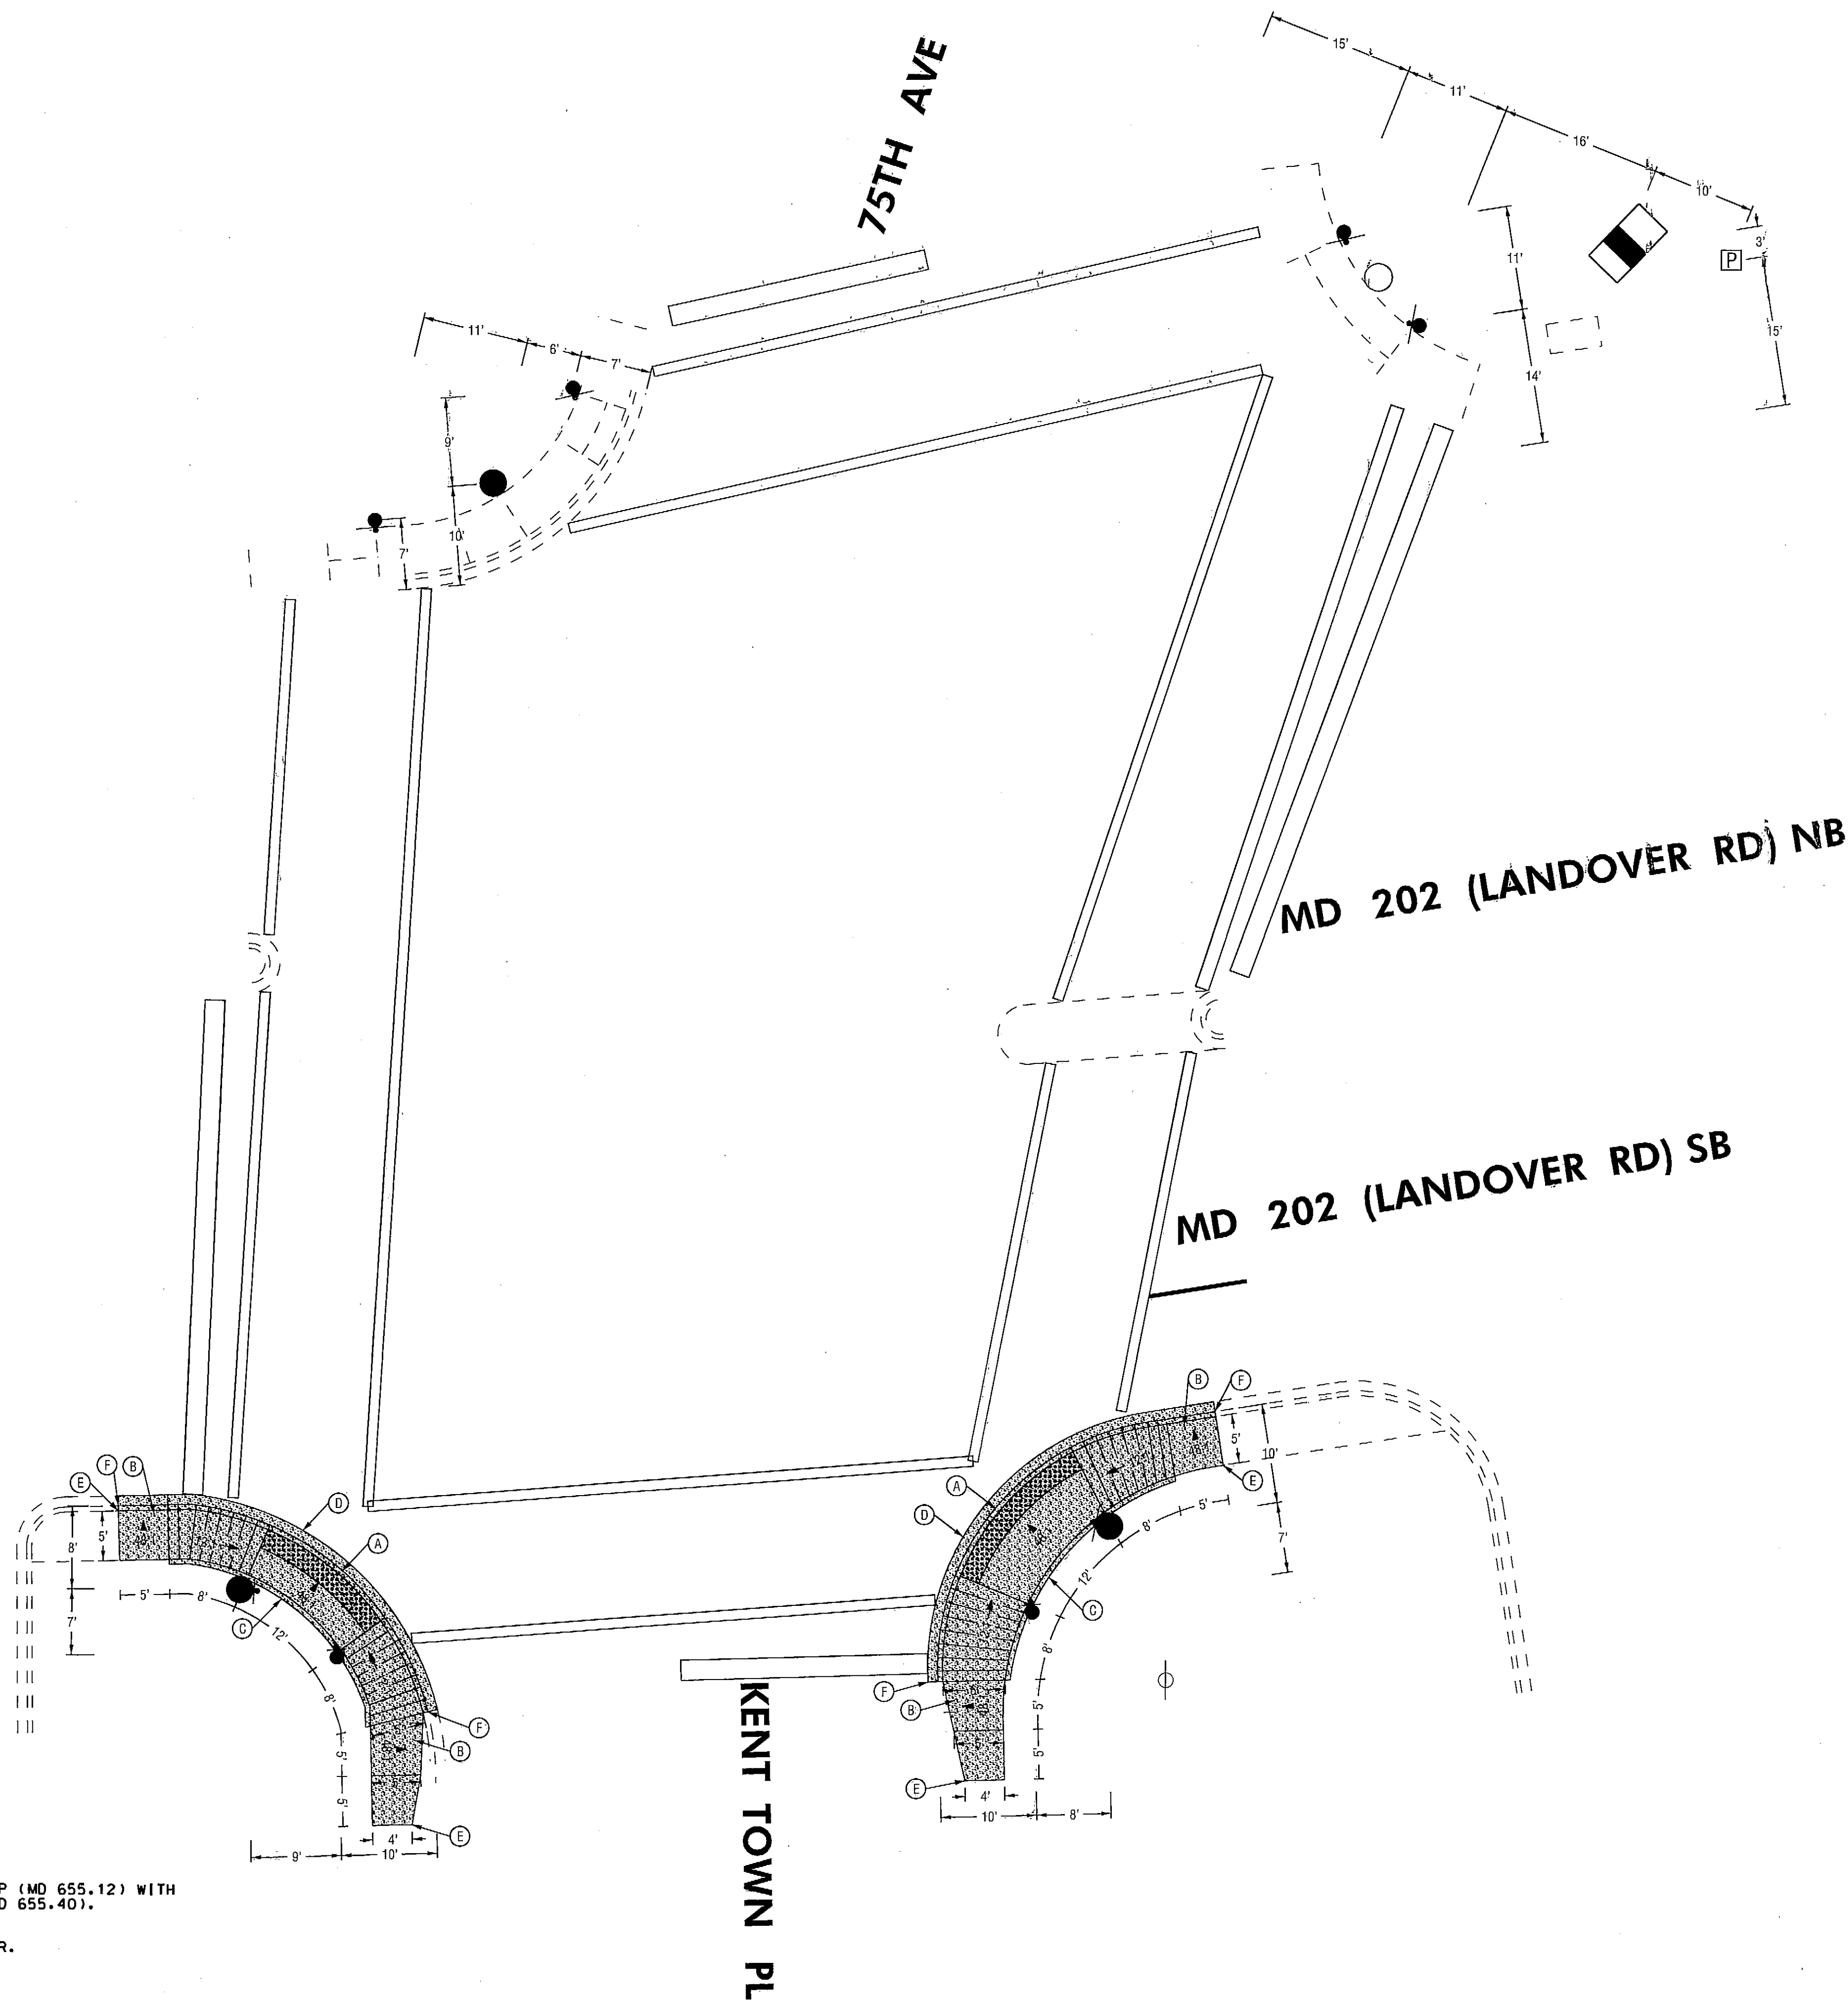 15'
11'
16'
10'
3'
P
15'
11'
14'
75TH AVE
11'
6'
7'
9'
10'
7'
MD 202 (LANDOVER RD) NB
MD 202 (LANDOVER RD) SB
F
B
E
D
A
C
8'
5'
7'
5'
8'
12'
8'
5'
5'
F
B
E
4'
9'
10'
B
F
A
D
E
5'
10'
7'
5'
8'
12'
C
8'
F
B
5'
5'
E
4'
10'
8'
KENT TOWN PL
P (MD 655.12) WITH
D 655.40).
R.